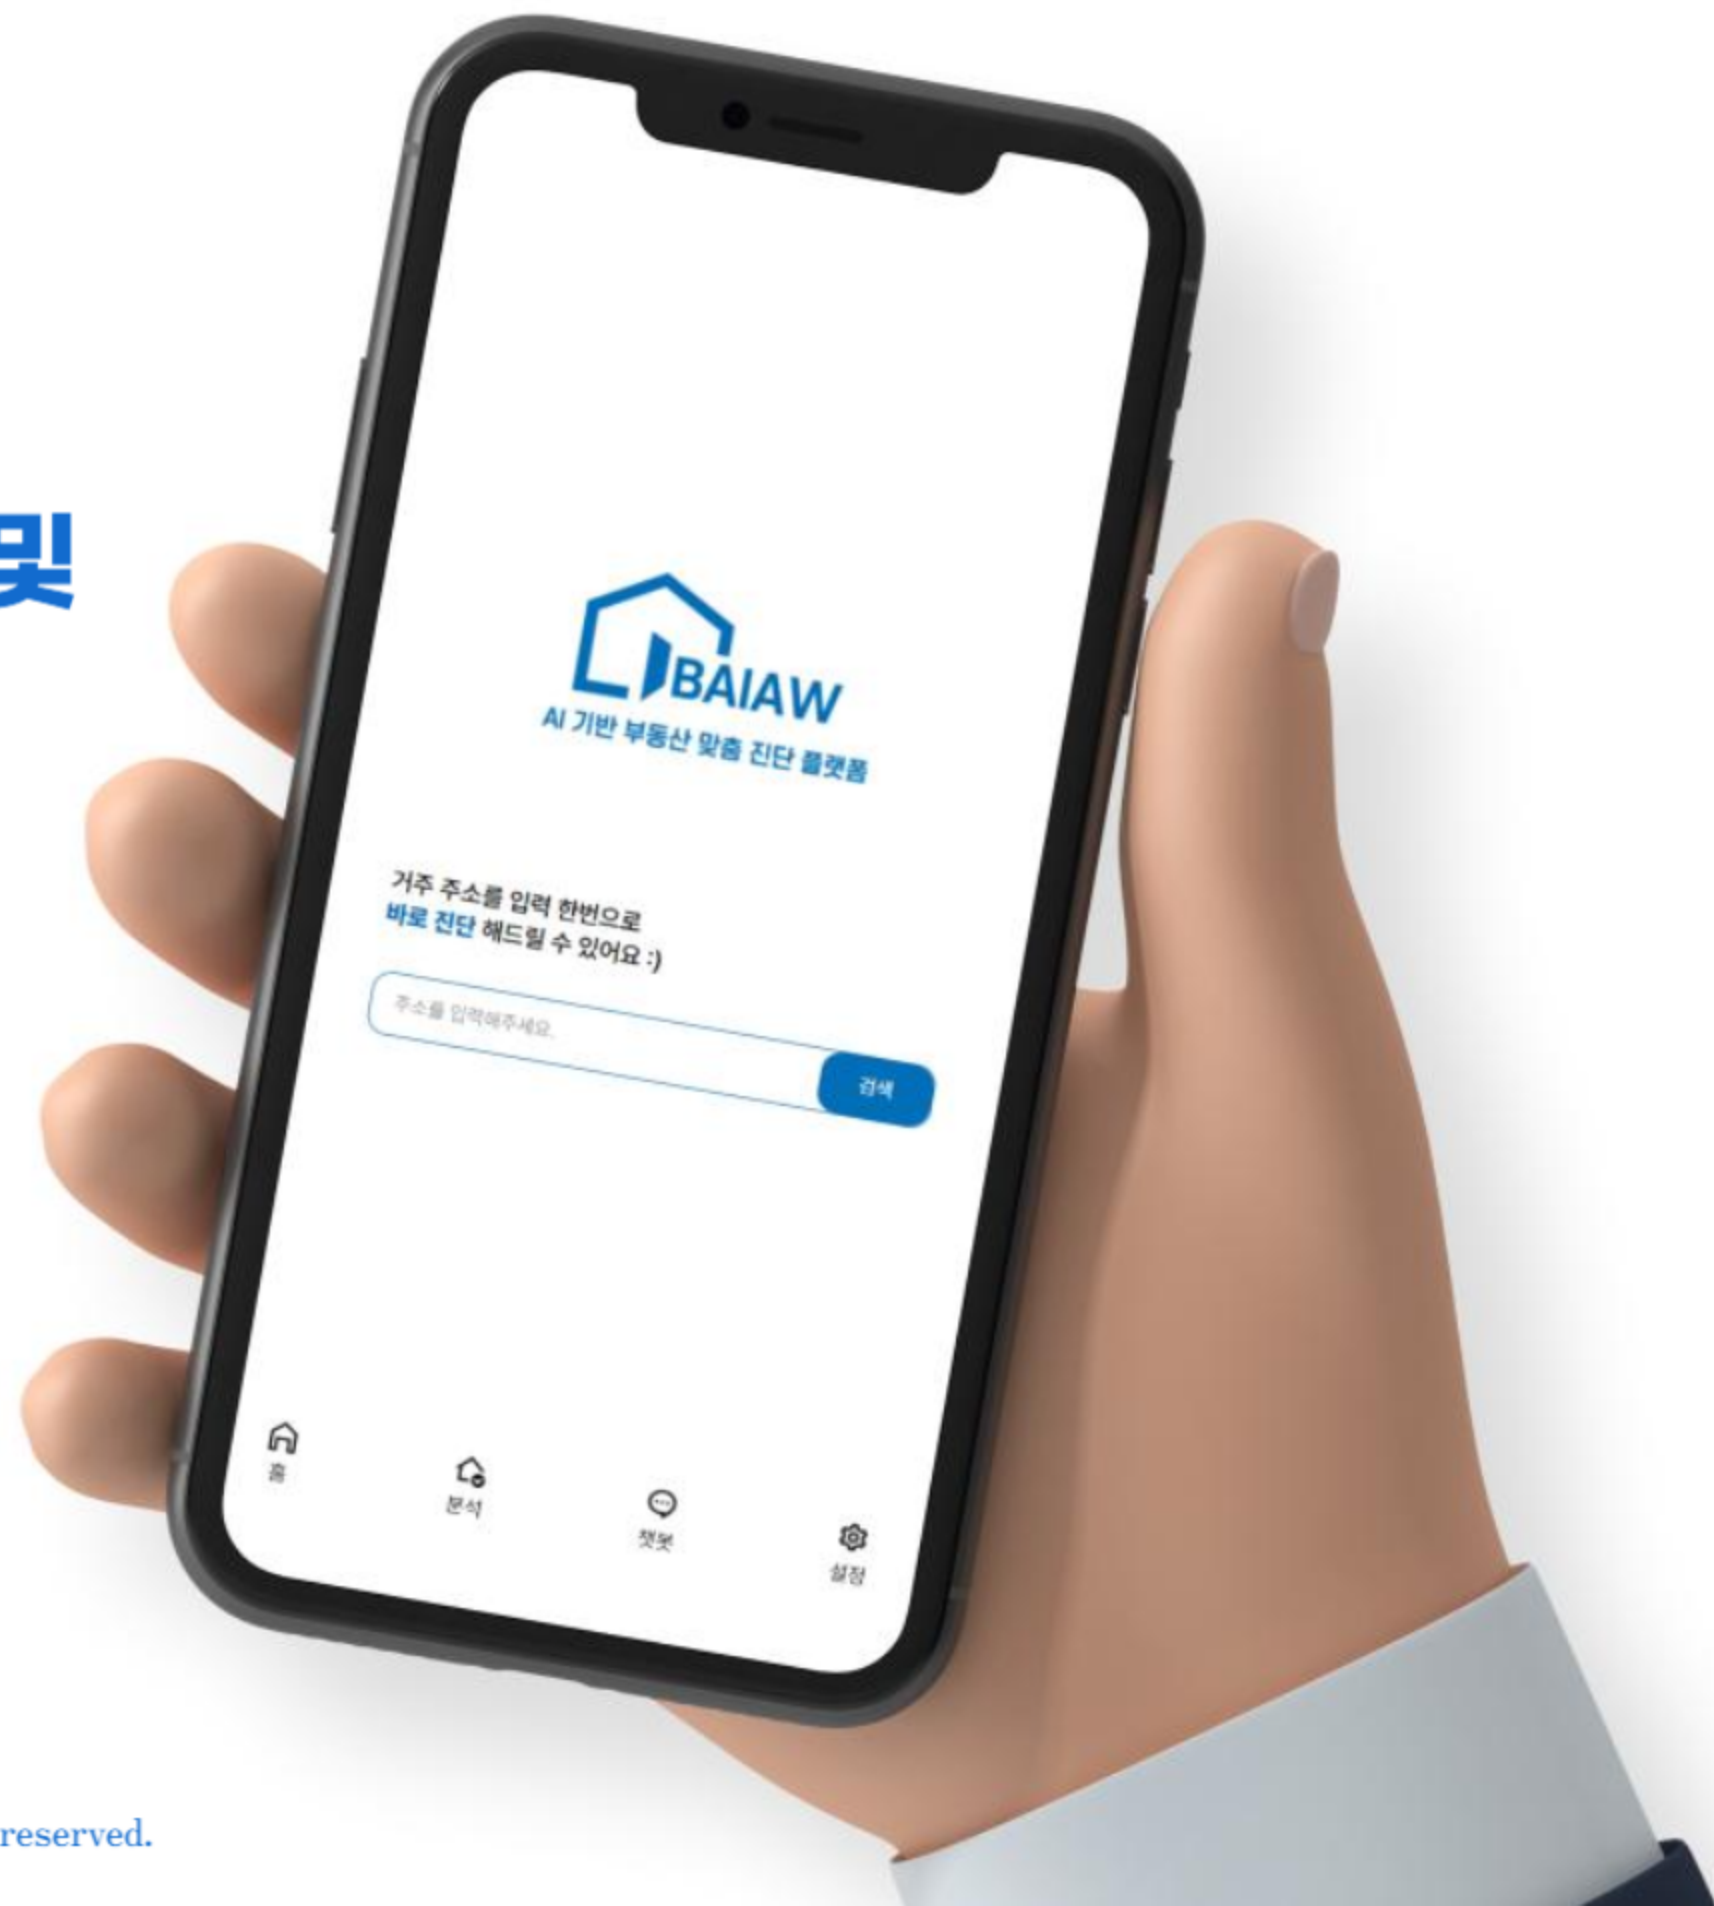 및
BAIAW
AI 기반 부동산 맞춤 진단 플랫폼
거주 주소를 입력 한번으로
바로 진단 해드릴 수 있어요 :)
주소를 입력해주세요.
검색
홈
분석
챗봇
설정
reserved.